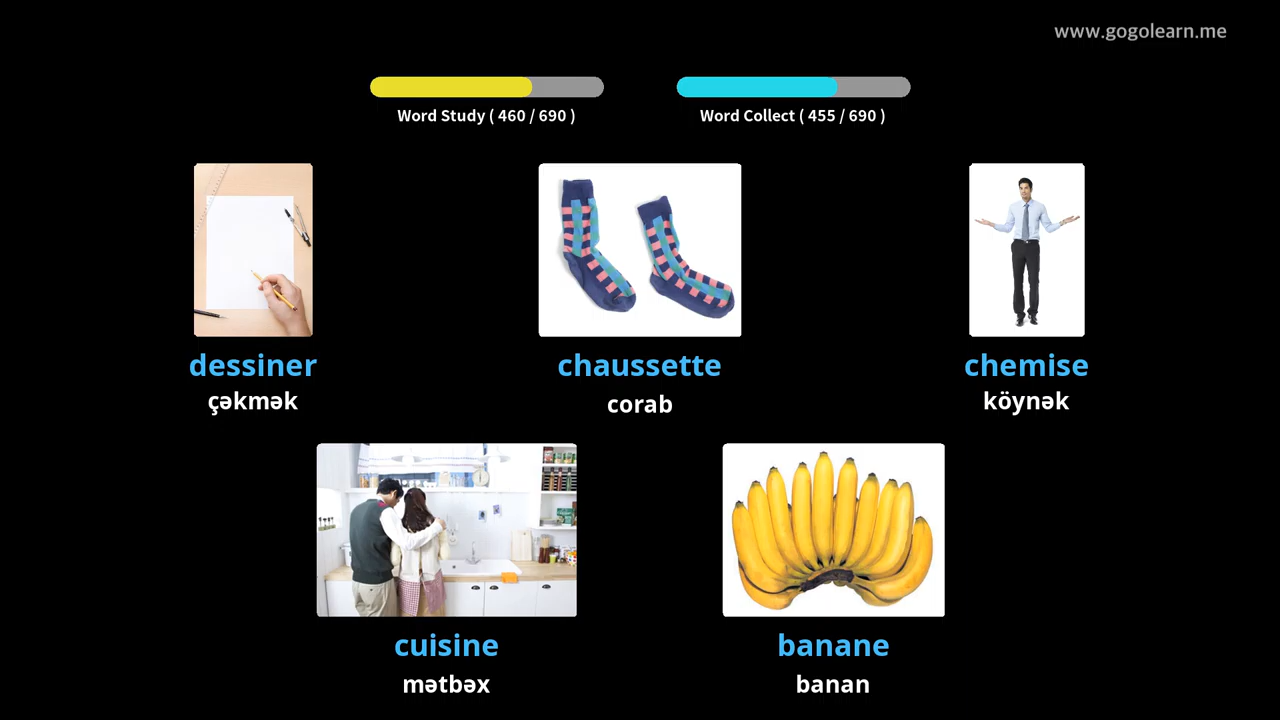 www.gogolearn.me
Word Study ( 460 / 690 )
Word Collect ( 455 / 690 )
dessiner
çəkmək
chaussette
corab
chemise
köynək
cuisine
mətbəx
banane
banan